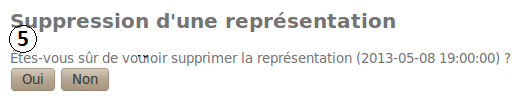 Suppression d'une représentation
5
Êtes-vous sûr de vouloir supprimer la représentation (2013-05-08 19:00:00) ?
Oui Non